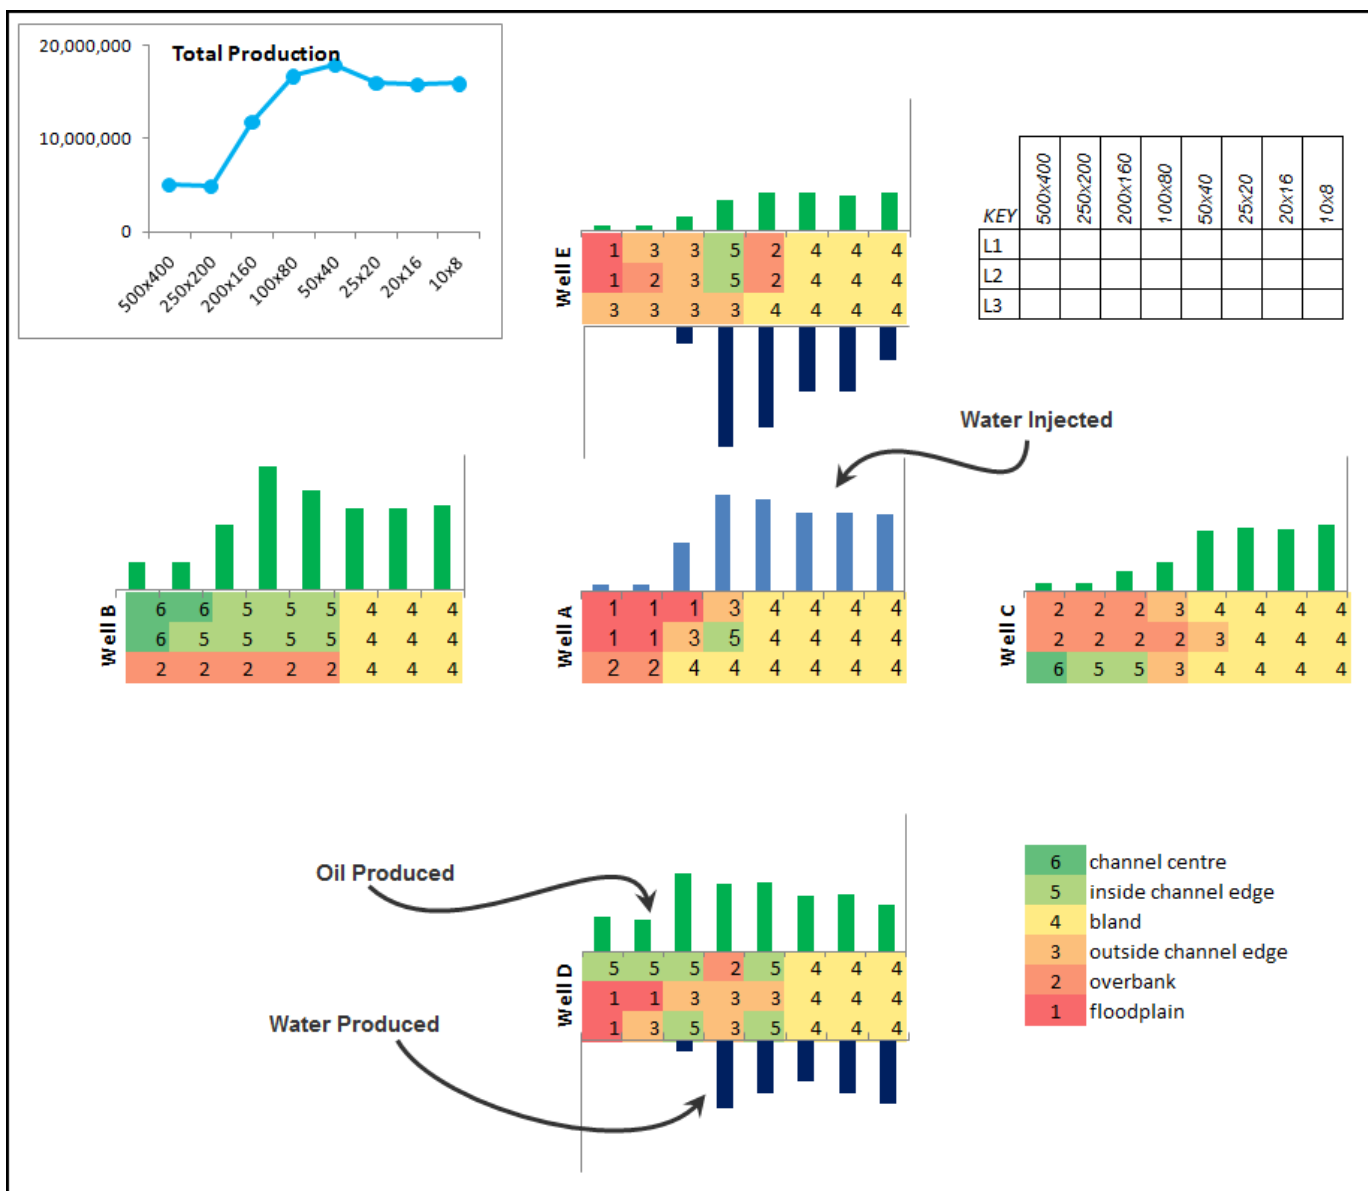 Total Production
20,000,000
10,000,000
0
500x400
250x200
200x160
100x80
50x40
25x20
20x16
10x8
KEY
500x400
250x200
200x160
100x80
50x40
25x20
20x16
10x8
L1
L2
L3
Well E
1 3 3 5 2 4 4 4
1 2 3 5 2 4 4 4
3 3 3 3 4 4 4 4
Water Injected
Well B
6 6 5 5 5 4 4 4
6 5 5 5 5 4 4 4
2 2 2 2 2 4 4 4
Well A
1 1 1 3 4 4 4 4
1 1 3 5 4 4 4 4
2 2 4 4 4 4 4 4
Well C
2 2 2 3 4 4 4 4
2 2 2 2 3 4 4 4
6 5 5 3 4 4 4 4
Oil Produced
Water Produced
Well D
5 5 5 2 5 4 4 4
1 1 3 3 3 4 4 4
1 3 5 3 5 4 4 4
6 channel centre
5 inside channel edge
4 bland
3 outside channel edge
2 overbank
1 floodplain